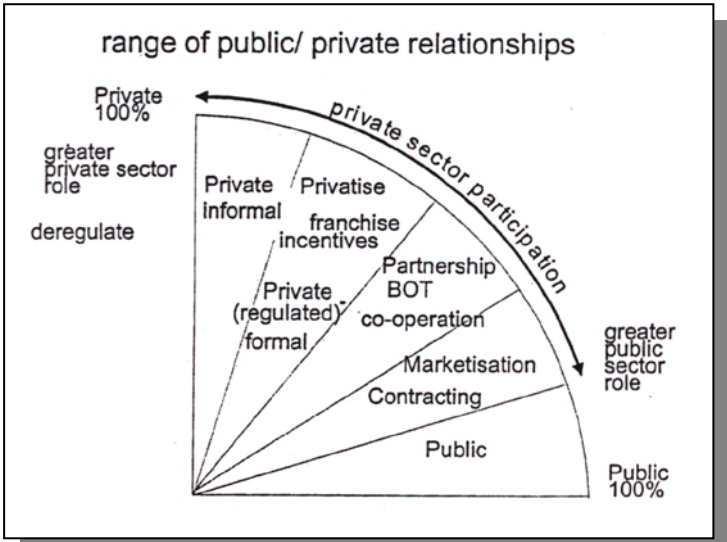 range of public/ private relationships
Private
100%
private sector participation
greater
private sector
role
deregulate
Private
informal
Privatise
franchise
incentives
Private
(regulated)-
formal
Partnership
BOT
co-operation
Marketisation
Contracting
Public
greater
public
sector
role
Public
100%